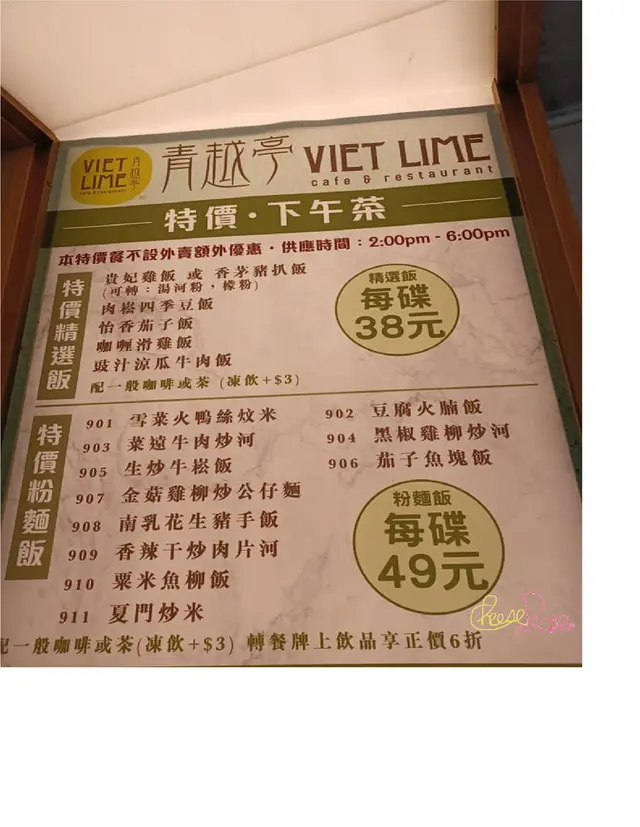 VIET LIME 青越亭
cafe & restaurant
青越亭 VIET LIME
cafe & restaurant
特價・下午茶
本特價餐不設外賣額外優惠・供應時間：2:00pm - 6:00pm
特價精選飯
貴妃雞飯 或 香茅豬扒飯
(可轉：湯河粉，檬粉)
肉崧四季豆飯
怡香茄子飯
咖喱滑雞飯
豉汁涼瓜牛肉飯
配一般咖啡或茶 (凍飲+$3)
精選飯
每碟
38元
特價粉麵飯
901 雪菜火鴨絲炆米
902 豆腐火腩飯
903 菜遠牛肉炒河
904 黑椒雞柳炒河
905 生炒牛崧飯
906 茄子魚塊飯
907 金菇雞柳炒公仔麵
908 南乳花生豬手飯
909 香辣干炒肉片河
910 粟米魚柳飯
911 夏門炒米
粉麵飯
每碟
49元
配一般咖啡或茶(凍飲+$3) 轉餐牌上飲品享正價6折